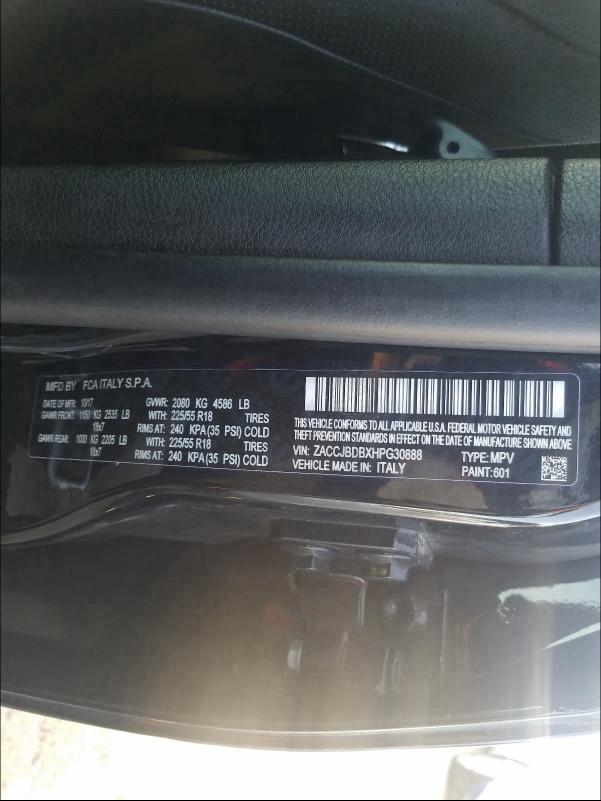 MFD BY FCA ITALY S.P.A.
DATE OF MFR: 10/17 GVWR: 2080 KG 4586 LB
GAWR FRONT: 1150 KG 2535 LB WITH: 225/55 R18 TIRES
18x7 RIMS AT: 240 KPA(35 PSI) COLD
GAWR REAR: 1000 KG 2205 LB WITH: 225/55 R18 TIRES
18x7 RIMS AT: 240 KPA(35 PSI) COLD
THIS VEHICLE CONFORMS TO ALL APPLICABLE U.S.A. FEDERAL MOTOR VEHICLE SAFETY AND
THEFT PREVENTION STANDARDS IN EFFECT ON THE DATE OF MANUFACTURE SHOWN ABOVE
VIN: ZACCJBDBXHPG30888 TYPE: MPV
VEHICLE MADE IN: ITALY PAINT: 601